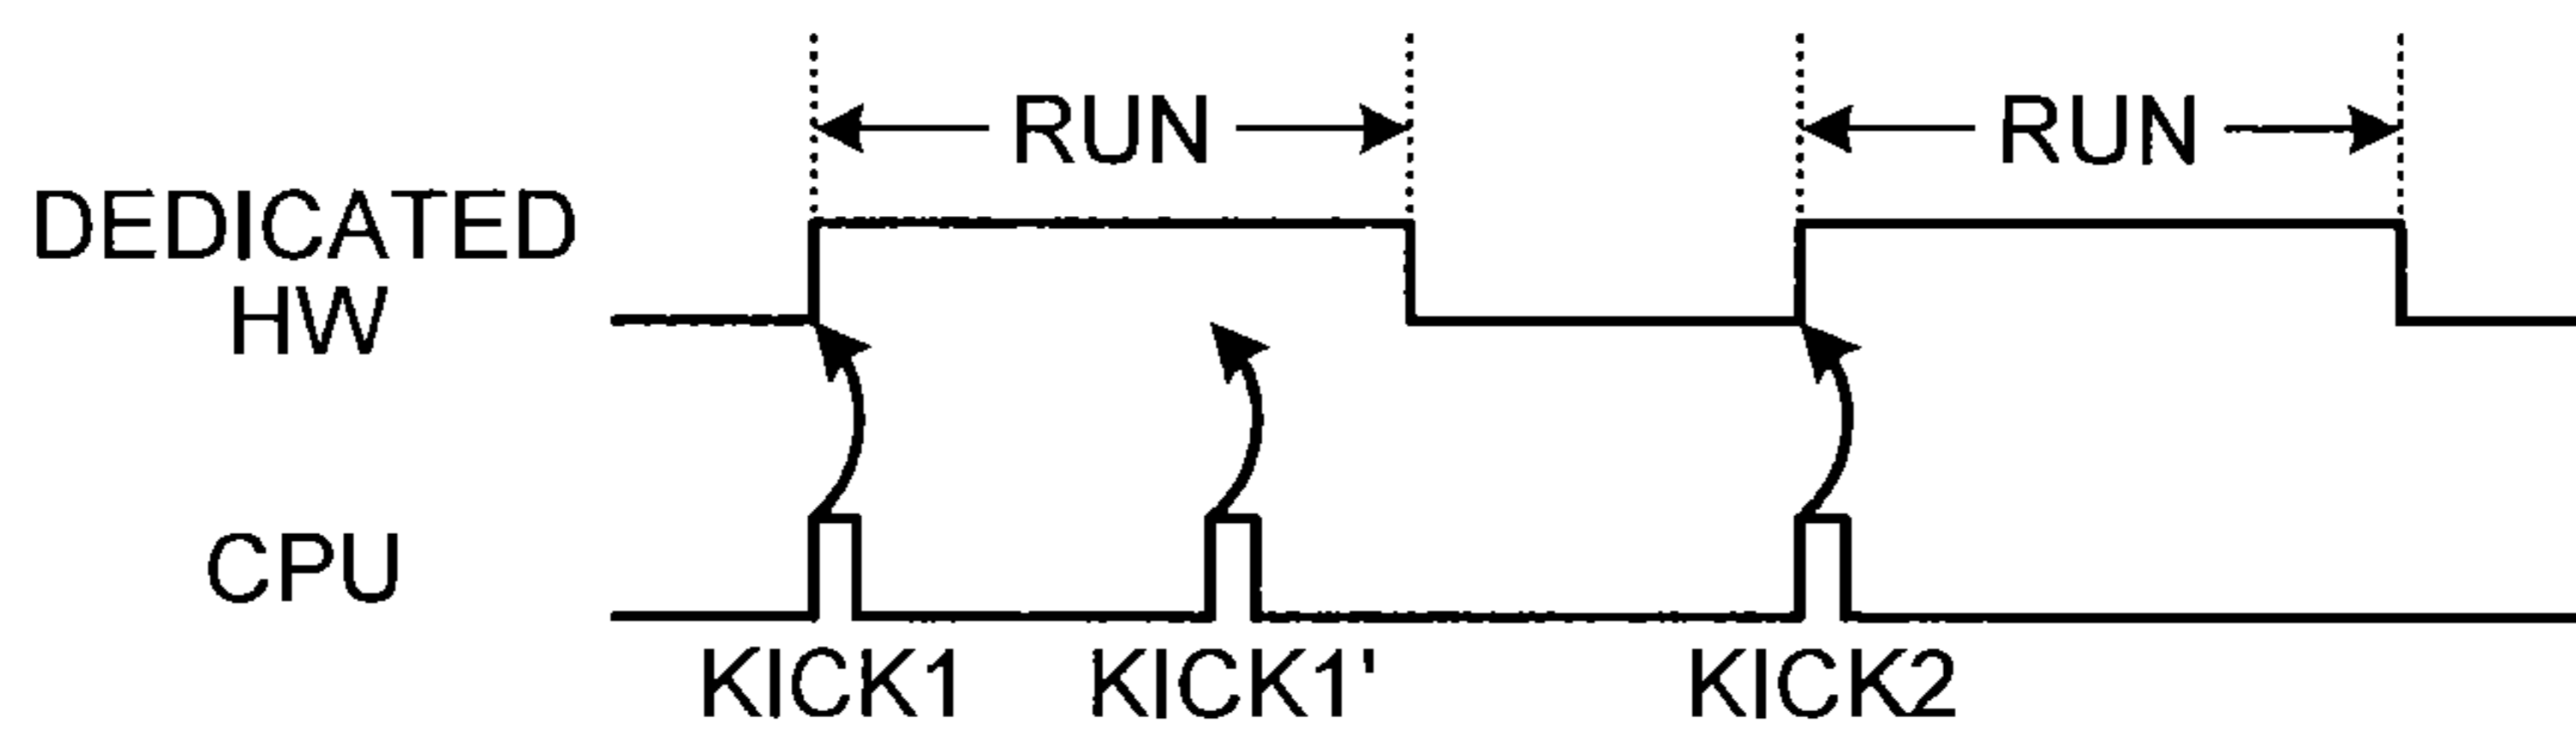 RUN RUN
DEDICATED
HW
CPU
KICK1 KICK1' KICK2